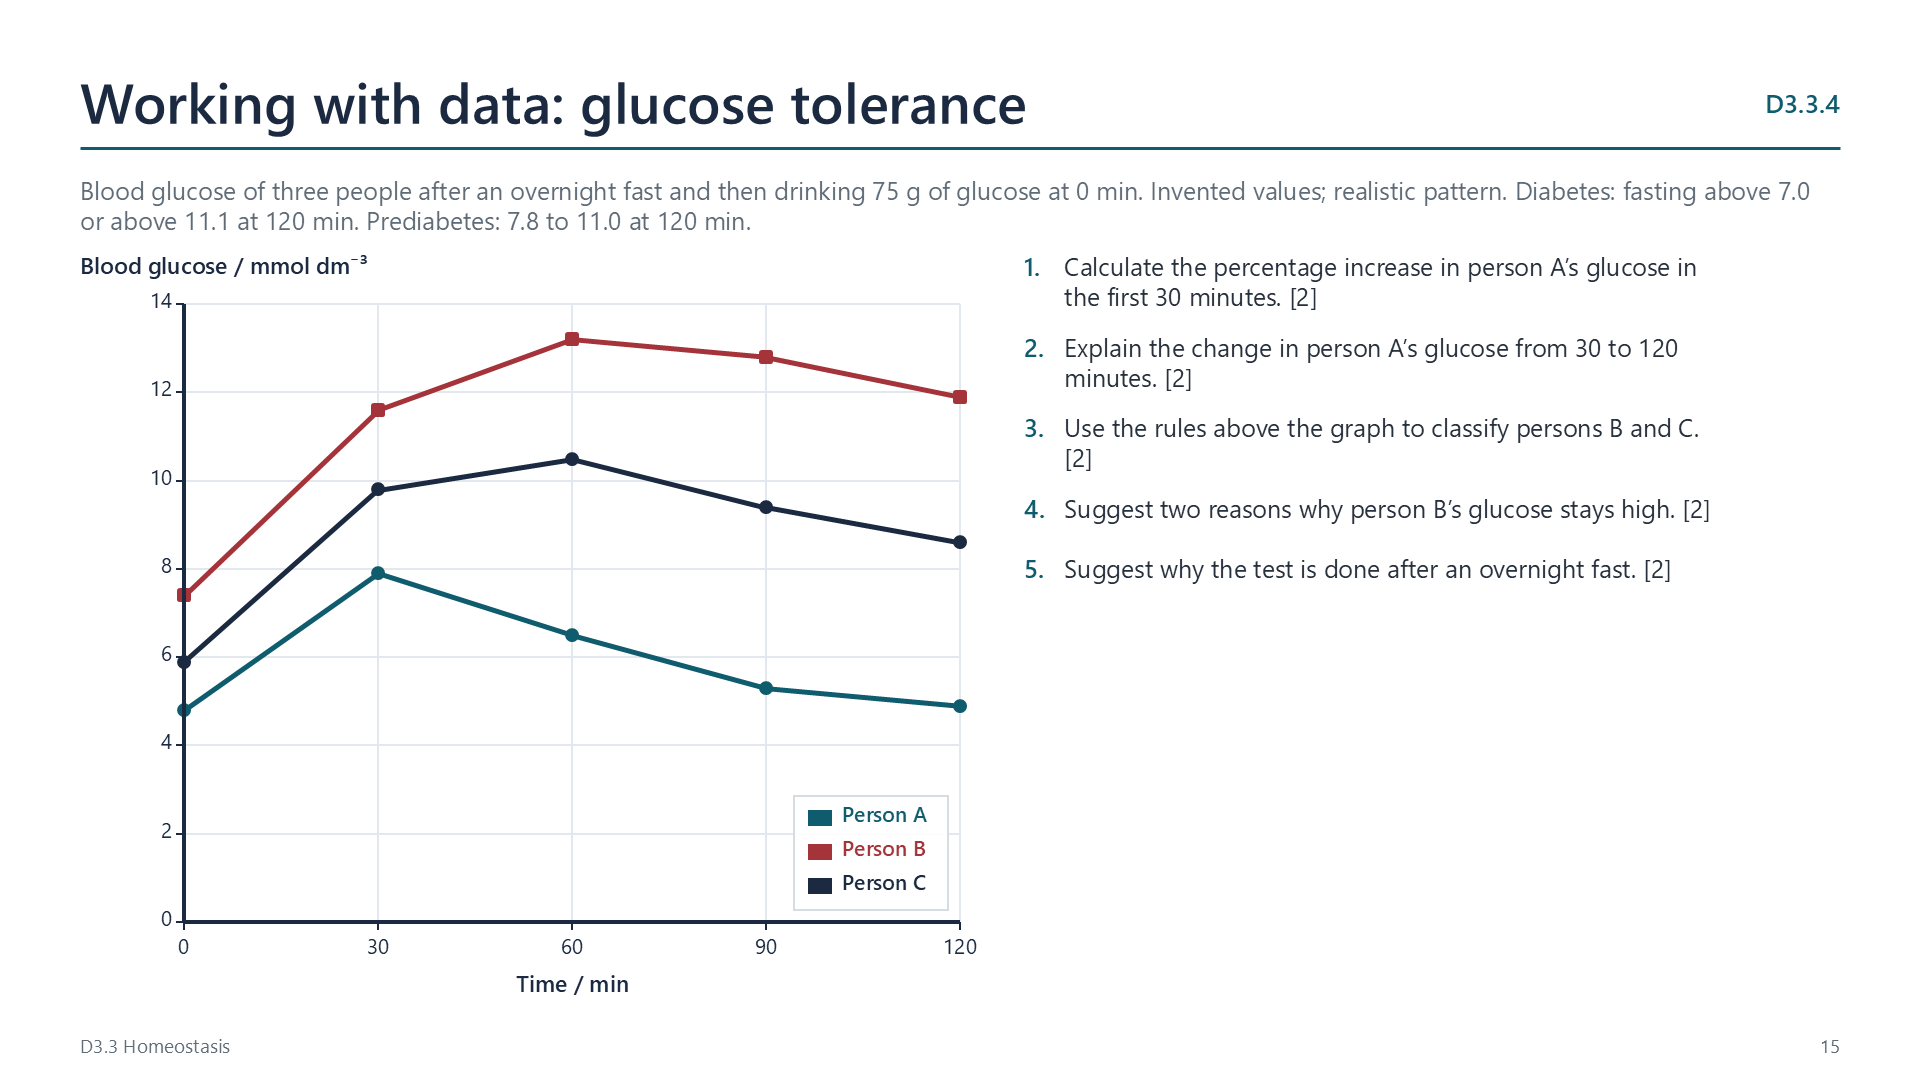 Working with data: glucose tolerance
D3.3.4
Blood glucose of three people after an overnight fast and then drinking 75 g of glucose at 0 min. Invented values; realistic pattern. Diabetes: fasting above 7.0
or above 11.1 at 120 min. Prediabetes: 7.8 to 11.0 at 120 min.
Blood glucose / mmol dm⁻³
14
12
10
8
6
4
2
0
0
30
60
90
120
Time / min
Person A
Person B
Person C
1. Calculate the percentage increase in person A’s glucose in
the first 30 minutes. [2]
2. Explain the change in person A’s glucose from 30 to 120
minutes. [2]
3. Use the rules above the graph to classify persons B and C.
[2]
4. Suggest two reasons why person B’s glucose stays high. [2]
5. Suggest why the test is done after an overnight fast. [2]
D3.3 Homeostasis
15